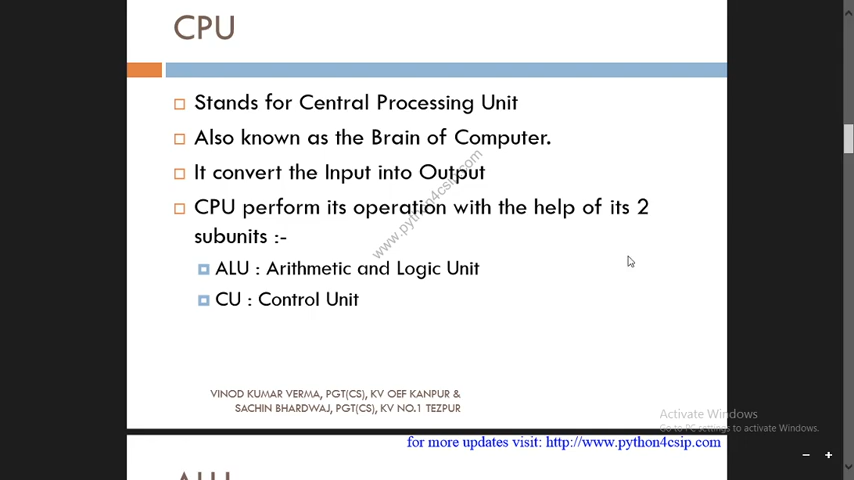 CPU
Stands for Central Processing Unit
Also known as the Brain of Computer.
It convert the Input into Output
CPU perform its operation with the help of its 2
subunits :-
ALU : Arithmetic and Logic Unit
CU : Control Unit
www.python4csip.com
VINOD KUMAR VERMA, PGT(CS), KV OEF KANPUR &
SACHIN BHARDWAJ, PGT(CS), KV NO.1 TEZPUR
Activate Windows
Go to PC settings to activate Windows.
for more updates visit: http://www.python4csip.com
ALU